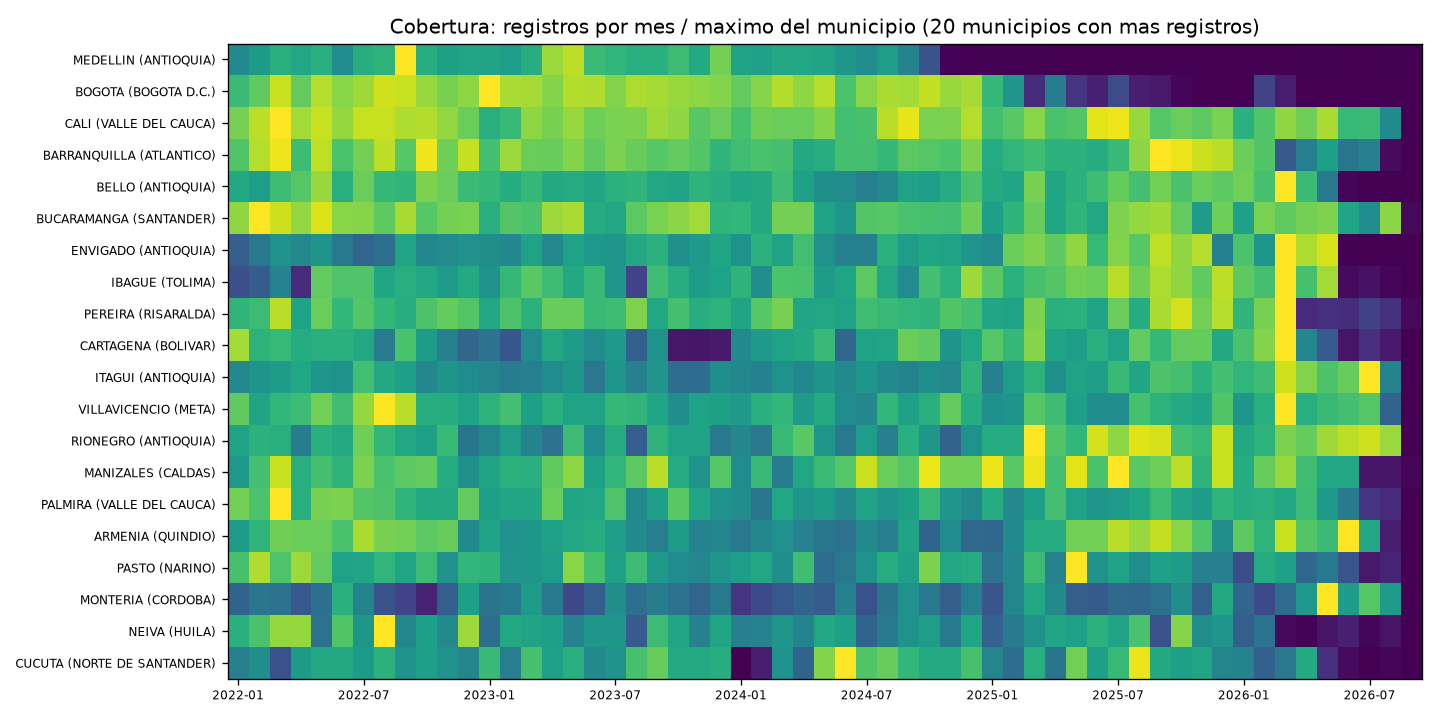 Cobertura: registros por mes / maximo del municipio (20 municipios con mas registros)
MEDELLIN (ANTIOQUIA)
BOGOTA (BOGOTA D.C.)
CALI (VALLE DEL CAUCA)
BARRANQUILLA (ATLANTICO)
BELLO (ANTIOQUIA)
BUCARAMANGA (SANTANDER)
ENVIGADO (ANTIOQUIA)
IBAGUE (TOLIMA)
PEREIRA (RISARALDA)
CARTAGENA (BOLIVAR)
ITAGUI (ANTIOQUIA)
VILLAVICENCIO (META)
RIONEGRO (ANTIOQUIA)
MANIZALES (CALDAS)
PALMIRA (VALLE DEL CAUCA)
ARMENIA (QUINDIO)
PASTO (NARINO)
MONTERIA (CORDOBA)
NEIVA (HUILA)
CUCUTA (NORTE DE SANTANDER)
2022-01 2022-07 2023-01 2023-07 2024-01 2024-07 2025-01 2025-07 2026-01 2026-07